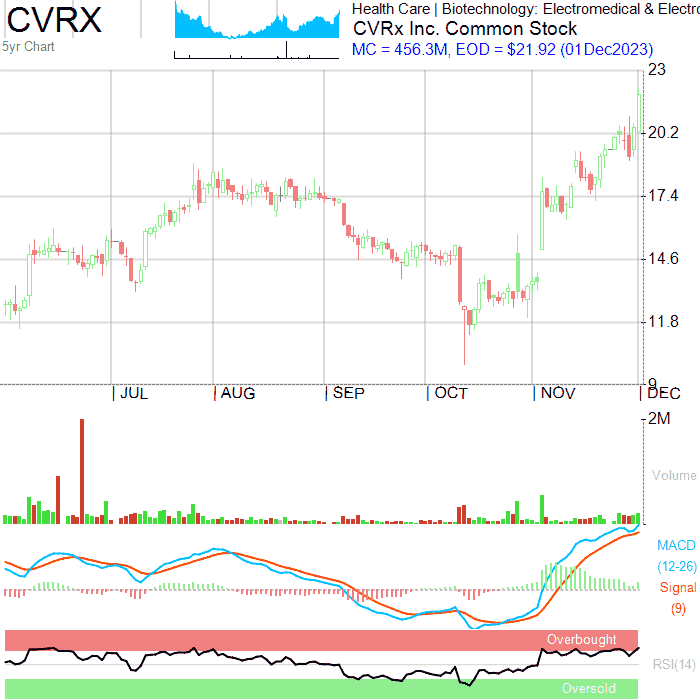 CVRX
5yr Chart
Health Care | Biotechnology: Electromedical & Electro
CVRx Inc. Common Stock
MC = 456.3M, EOD = $21.92 (01Dec2023)
23
20.2
17.4
14.6
11.8
9
JUL
AUG
SEP
OCT
NOV
DEC
2M
Volume
MACD
(12-26)
Signal
(9)
Overbought
RSI(14)
Oversold